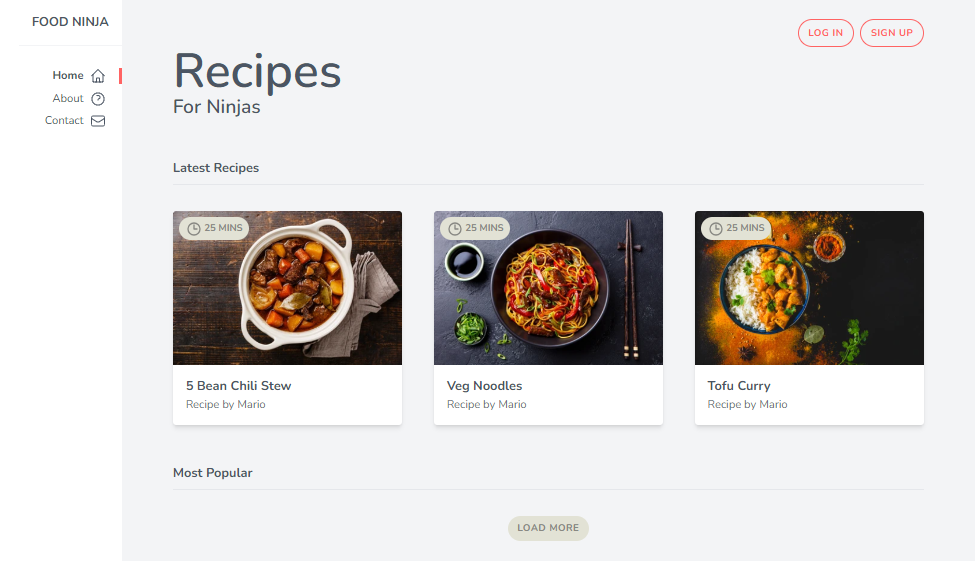 FOOD NINJA
Home
About
Contact
LOG IN
SIGN UP
Recipes
For Ninjas
Latest Recipes
25 MINS
5 Bean Chili Stew
Recipe by Mario
25 MINS
Veg Noodles
Recipe by Mario
25 MINS
Tofu Curry
Recipe by Mario
Most Popular
LOAD MORE